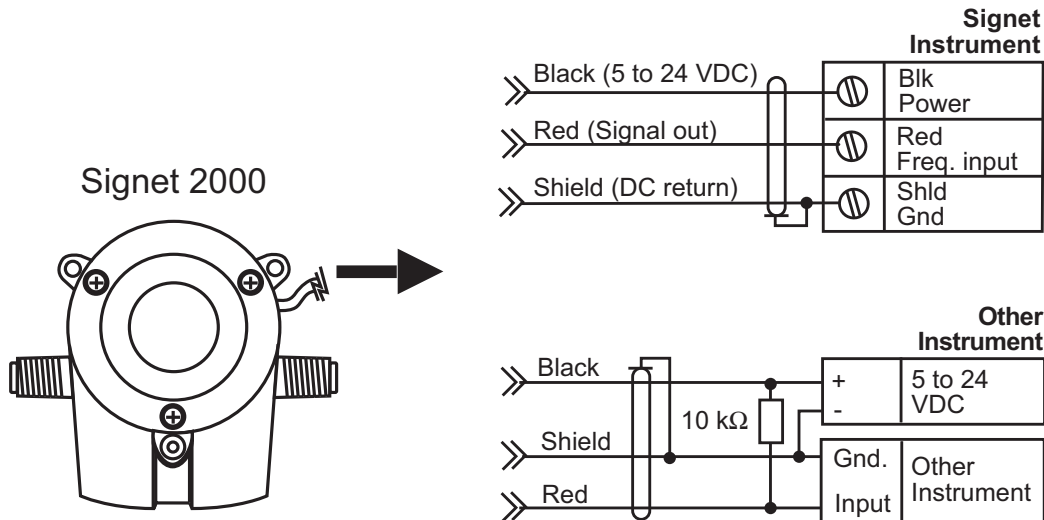 Signet
Instrument
Black (5 to 24 VDC)
Blk
Power
Red (Signal out)
Red
Freq. input
Shield (DC return)
Shld
Gnd
Signet 2000
Other
Instrument
Black
+
5 to 24
VDC
-
10 kΩ
Shield
Gnd.
Other
Instrument
Red
Input